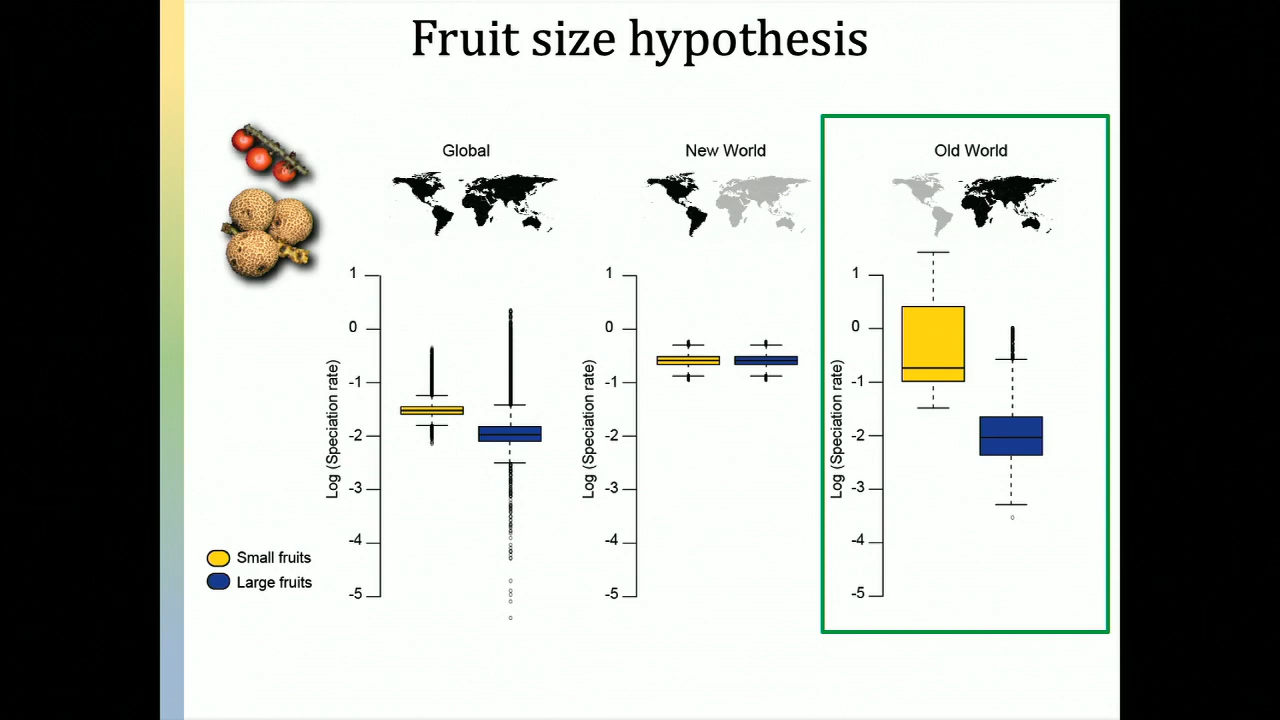 Fruit size hypothesis
Global
New World
Old World
1
0
-1
-2
-3
-4
-5
Log (Speciation rate)
1
0
-1
-2
-3
-4
-5
Log (Speciation rate)
1
0
-1
-2
-3
-4
-5
Log (Speciation rate)
Small fruits
Large fruits